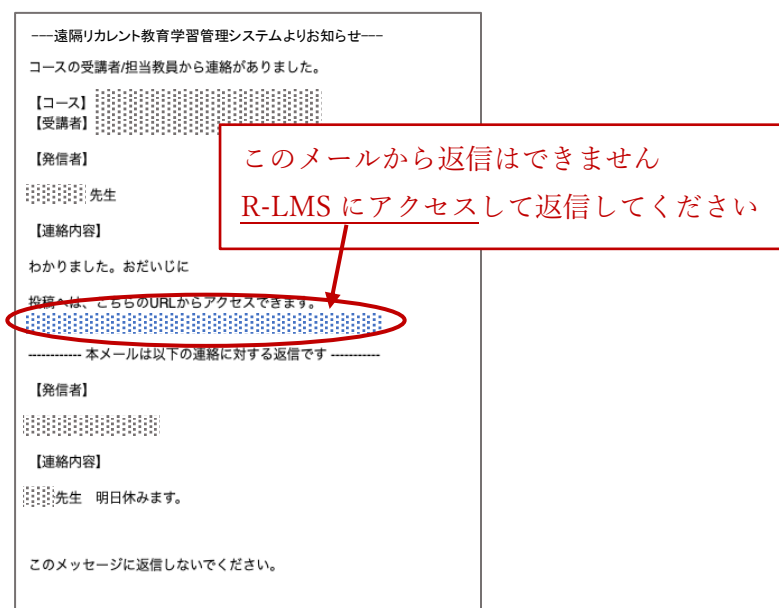 ---遠隔リカレント教育学習管理システムよりお知らせ---
コースの受講者/担当教員から連絡がありました。
【コース】
【受講者】
【発信者】
先生
【連絡内容】
わかりました。おだいじに
投稿へは、こちらのURLからアクセスできます。
------------ 本メールは以下の連絡に対する返信です -----------
【発信者】
【連絡内容】
先生　明日休みます。
このメッセージに返信しないでください。
このメールから返信はできません
R-LMS にアクセスして返信してください